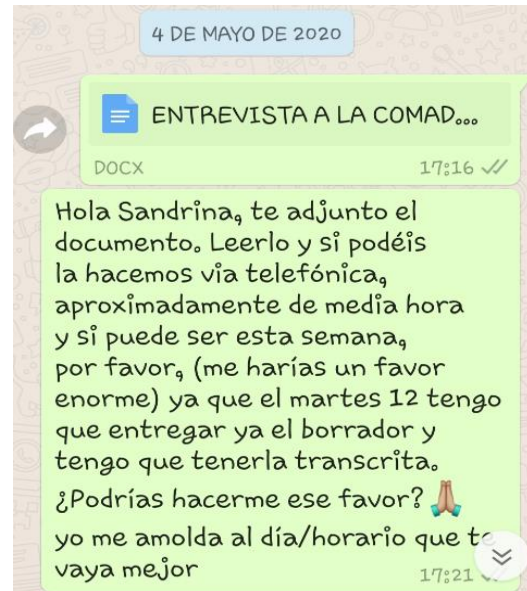 4 DE MAYO DE 2020
ENTREVISTA A LA COMAD...
DOCX 17:16
Hola Sandrina, te adjunto el
documento. Leerlo y si podéis
la hacemos via telefónica,
aproximadamente de media hora
y si puede ser esta semana,
por favor, (me harías un favor
enorme) ya que el martes 12 tengo
que entregar ya el borrador y
tengo que tenerla transcrita.
¿Podrías hacerme ese favor? 🙏🏽
yo me amolda al día/horario que te
vaya mejor 17:21